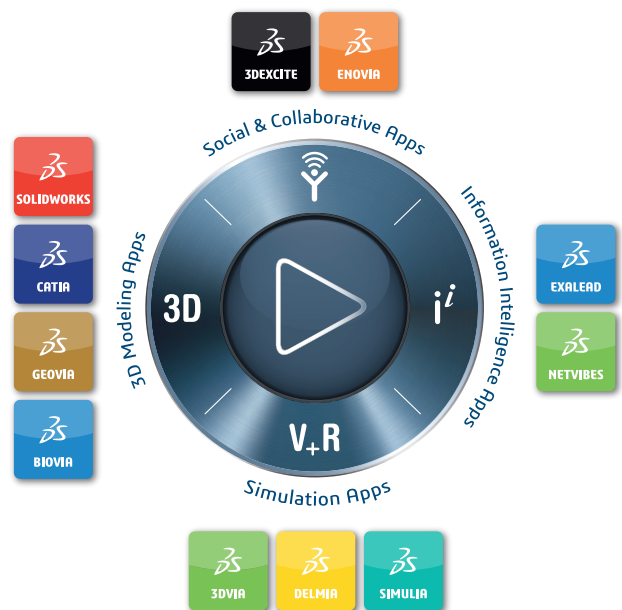 3DEXCITE
ENOVIA
Social & Collaborative Apps
SOLIDWORKS
CATIA
GEOVIA
BIOVIA
3D Modeling Apps
3D
i i
Information Intelligence Apps
EXALEAD
NETVIBES
V+R
Simulation Apps
3DVIA
DELMIA
SIMULIA